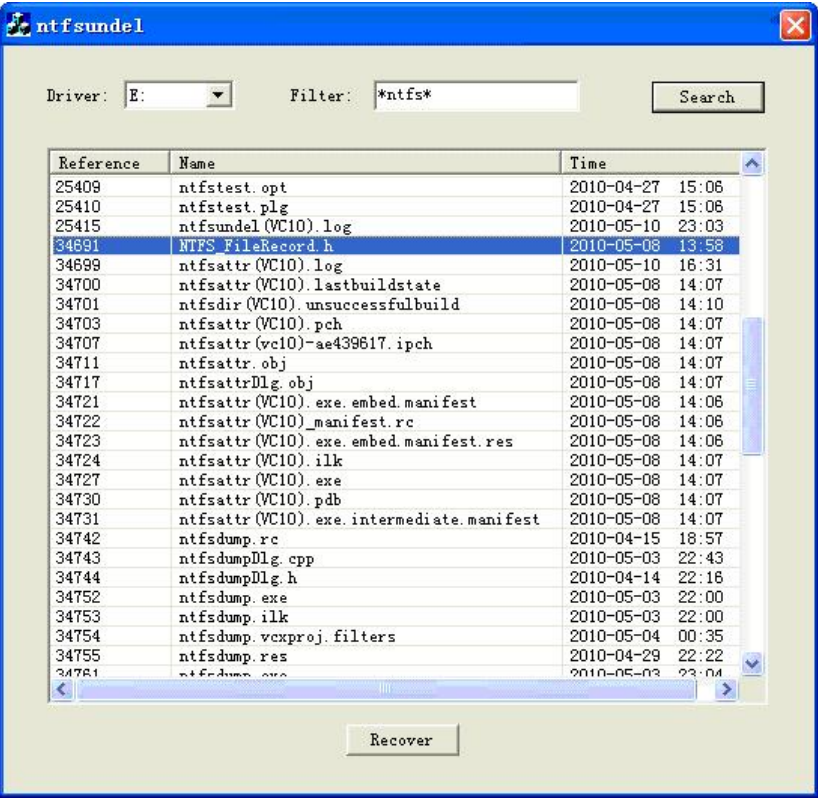 ntfsundel
Driver: E: Filter: *ntfs* Search
Reference Name Time
25409 ntfstest.opt 2010-04-27 15:06
25410 ntfstest.plg 2010-04-27 15:06
25415 ntfsundel(VC10).log 2010-05-10 23:03
34691 NTFS_FileRecord.h 2010-05-08 13:58
34699 ntfsattr(VC10).log 2010-05-10 16:31
34700 ntfsattr(VC10).lastbuildstate 2010-05-08 14:07
34701 ntfsdir(VC10).unsuccessfulbuild 2010-05-08 14:10
34703 ntfsattr(VC10).pch 2010-05-08 14:07
34707 ntfsattr(vc10)-ae439617.ipch 2010-05-08 14:07
34711 ntfsattr.obj 2010-05-08 14:07
34717 ntfsattrDlg.obj 2010-05-08 14:07
34721 ntfsattr(VC10).exe.embed.manifest 2010-05-08 14:06
34722 ntfsattr(VC10)_manifest.rc 2010-05-08 14:06
34723 ntfsattr(VC10).exe.embed.manifest.res 2010-05-08 14:06
34724 ntfsattr(VC10).ilk 2010-05-08 14:07
34727 ntfsattr(VC10).exe 2010-05-08 14:07
34730 ntfsattr(VC10).pdb 2010-05-08 14:07
34731 ntfsattr(VC10).exe.intermediate.manifest 2010-05-08 14:07
34742 ntfsdump.rc 2010-04-15 18:57
34743 ntfsdumpDlg.cpp 2010-05-03 22:43
34744 ntfsdumpDlg.h 2010-04-14 22:16
34752 ntfsdump.exe 2010-05-03 22:00
34753 ntfsdump.ilk 2010-05-03 22:00
34754 ntfsdump.vcxproj.filters 2010-05-04 00:35
34755 ntfsdump.res 2010-04-29 22:22
34761 2010-05-03 23:04
Recover